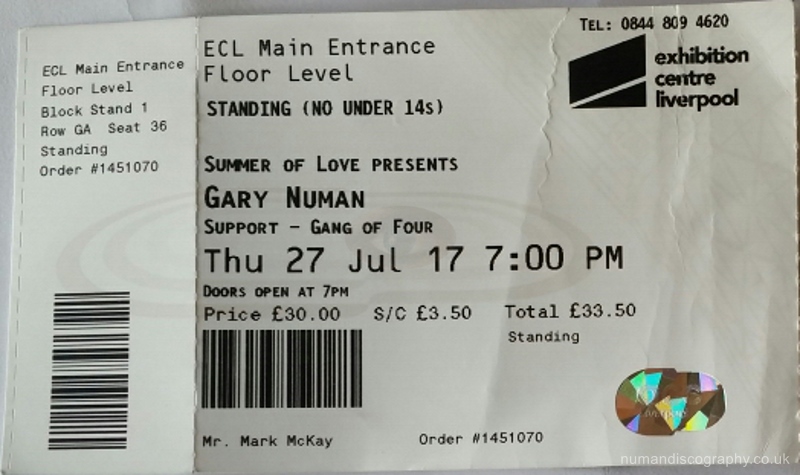 ECL Main Entrance
Floor Level
Block Stand 1
Row GA Seat 36
Standing
Order #1451070
ECL Main Entrance
Floor Level
STANDING (NO UNDER 14s)
SUMMER OF LOVE PRESENTS
GARY NUMAN
SUPPORT - GANG OF FOUR
Thu 27 Jul 17 7:00 PM
DOORS OPEN AT 7PM
Price £30.00 S/C £3.50 Total £33.50
Standing
Mr. Mark McKay Order #1451070
TEL: 0844 809 4620
exhibition
centre
liverpool
numandiscography.co.uk